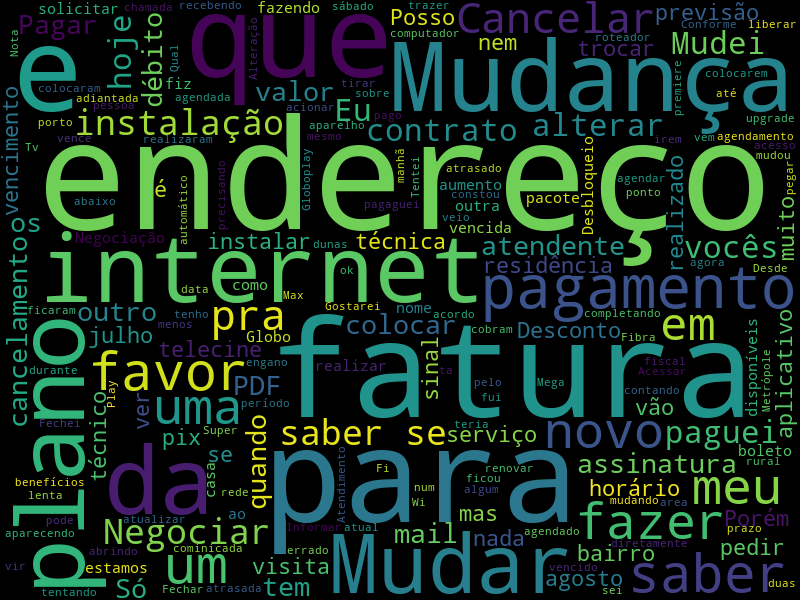 solicitar chamada recebendo fazendo sábado trazer Conforme liberar
Pagar hoje débito que Posso Cancelar previsão
computador roteador
Nota Alteração nem trocar Mudei
e Mudança
colocaram Qual tirar sobre colocarem
adiantada fiz valor premiere até
pessoa agendada acionar Eu pago upgrade
porto instalação contrato alterar
vencimento vence realizaram aparelho mesmo manhã Tentei irem vem agendamento acesso
Tv endereço
é automático precisando Globoplay pagaguei atrasado Desbloqueio mudou
abaixo aumento agendar ponto pegar
constou pacote realizado muito
os Negociação instalar dunas técnica veio outra vencida
atendente vocês
cancelamento internet residência agora Desde
data como ok
ficaram tenho Max Gostarei nome acordo pagamento completando
plano outro pra colocar cobram Desconto Fibra em
julho menos Globo
telecine engano sinal fatura fiscal disponíveis Metrópole aplicativo
durante favor PDF realizar ta Acessar
Play período pelo Mega contando
Fechei ver uma fui
técnico pix Super saber se serviço teria novo vão paguei
se quando boleto
benefícios casa para assinatura rural
lenta rede Atendimento Fi renovar
pode da ao algum num ficou horário meu
aparecendo atualizar Wi mudando area
Negociar Informar atual mail mas agendado fazer Porém
abrindo cominicada errado nada diretamente prazo
estamos um visita Mudar bairro pedir
vir Só Fechar tem agosto vencido saber
tentando atrasada sei duas